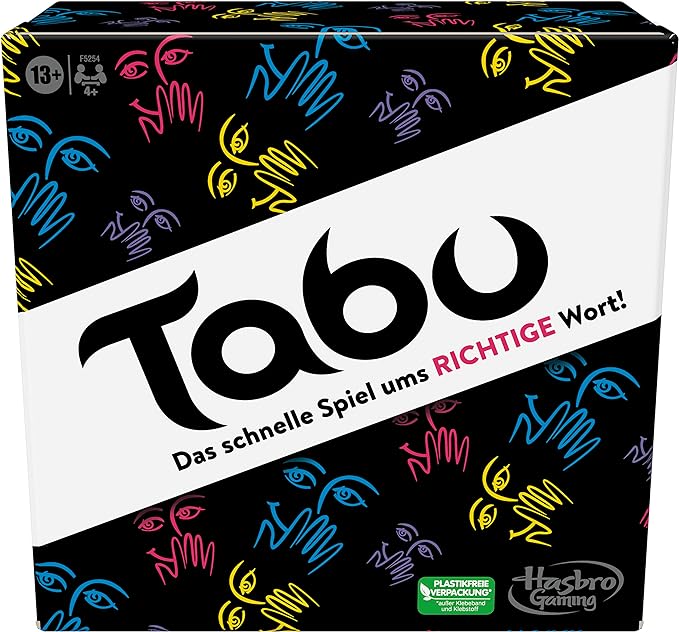 13+
F5254
4+
Tabu
Das schnelle Spiel ums RICHTIGE Wort!
PLASTIKFREIE
VERPACKUNG*
*außer Klebeband
und Klebstoff
Hasbro
Gaming